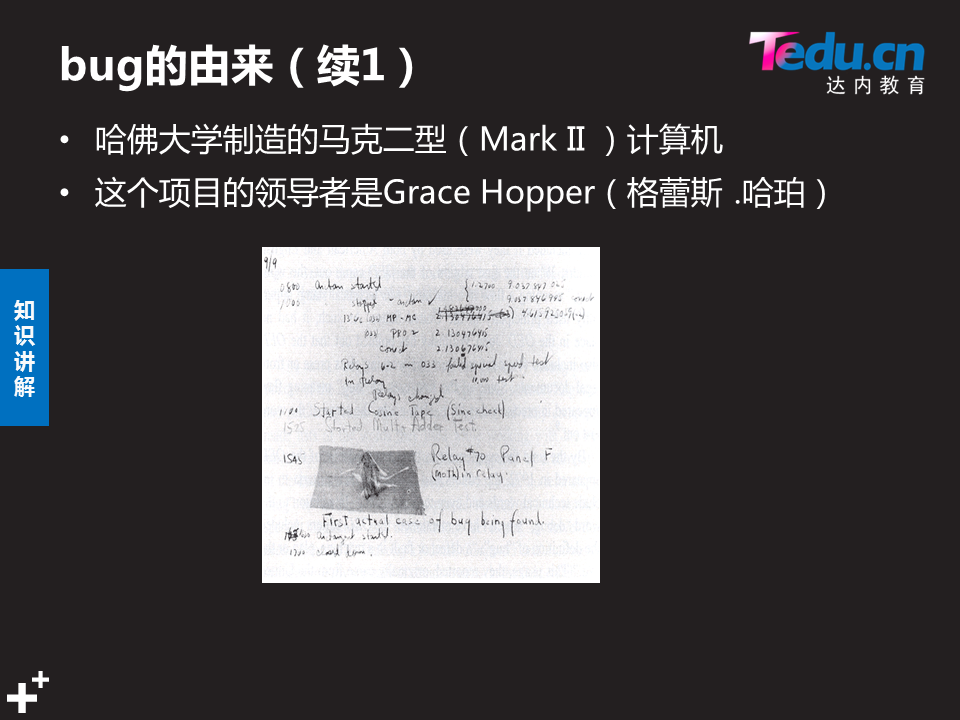 bug的由来（续1）
Tedu.cn
达内教育
哈佛大学制造的马克二型（Mark II ）计算机
这个项目的领导者是Grace Hopper（格蕾斯 .哈珀）
知识讲解
9/9
0800 antan started
1000 stopped - antan ✓
13"c (032) MP - MC
033 PRO 2 2.130476415
correct 2.130676415
Relays 6-2 in 033 failed special speed test
in relay 10,000 test
Relays changed
1100 Started Cosine Tape (Sine check)
1525 Started Multi Adder Test
1545 Relay #70 Panel F
(moth) in relay.
First actual case of bug being found.
antangent started.
1700 closed down.